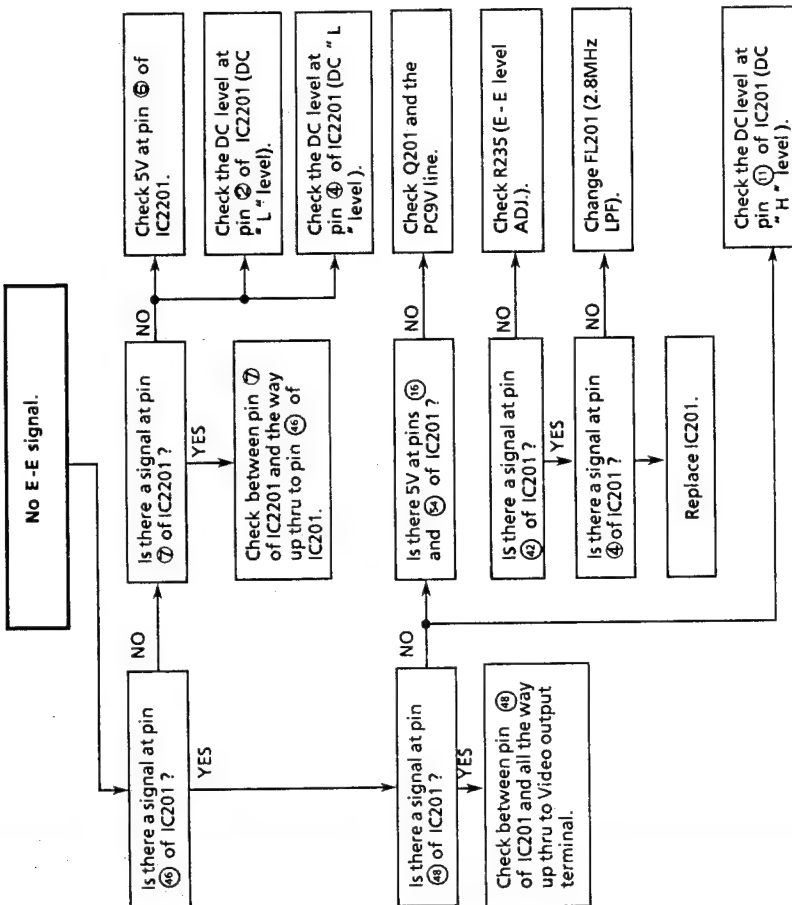 No E-E signal.
Is there a signal at pin
㊻ of IC201 ?
NO
YES
Is there a signal at pin
⑦ of IC2201 ?
NO
YES
Check 5V at pin ⑥ of
IC2201.
Check the DC level at
pin ② of IC2201 (DC
" L " level).
Check the DC level at
pin ④ of IC2201 (DC " L
" level).
Check between pin ⑦
of IC2201 and the way
up thru to pin ㊻ of
IC201.
Is there a signal at pin
㊽ of IC201 ?
NO
YES
Check between pin ㊽
of IC201 and all the way
up thru to Video output
terminal.
Is there 5V at pins ⑯
and 54 of IC201 ?
NO
Check Q201 and the
PC9V line.
Is there a signal at pin
㊷ of IC201 ?
NO
YES
Check R235 (E - E level
ADJ.).
Is there a signal at pin
④ of IC201 ?
NO
Change FL201 (2.8MHz
LPF).
Replace IC201.
Check the DC level at
pin ⑪ of IC201 (DC
" H " level).